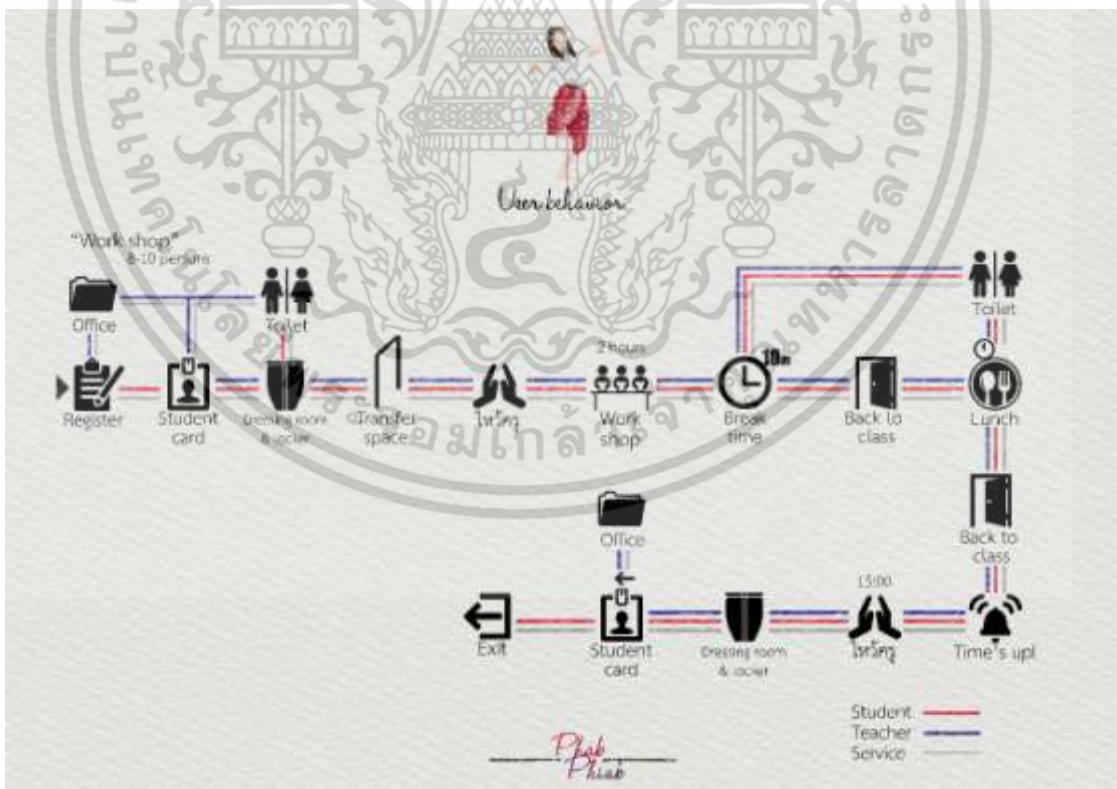 User behavior
"Work shop"
8-10 persons
Office
Toilet
Register
Student
card
Dressing room
& locker
Transfer
space
ไหว้ครู
2 hours
Work
shop
10m
Break
time
Back to
class
Toilet
Lunch
Back to
class
Time's up!
15:00
ไหว้ครู
Dressing room
& locker
Office
Student
card
Exit
Student
Teacher
Service
Phab
Phiab